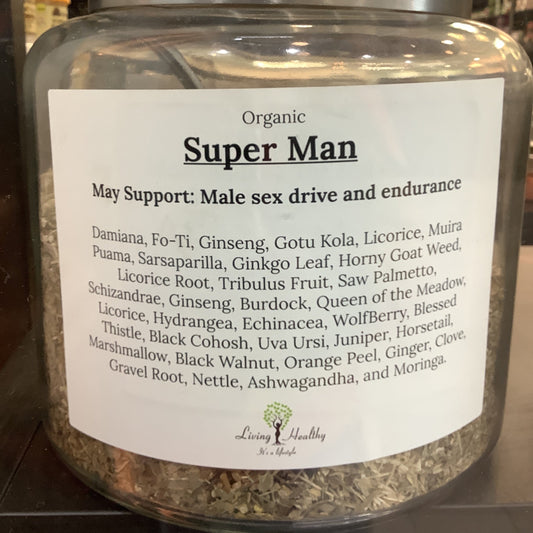 Organic
Super Man
May Support: Male sex drive and endurance
Damiana, Fo-Ti, Ginseng, Gotu Kola, Licorice, Muira
Puama, Sarsaparilla, Ginkgo Leaf, Horny Goat Weed,
Licorice Root, Tribulus Fruit, Saw Palmetto,
Schizandrae, Ginseng, Burdock, Queen of the Meadow,
Licorice, Hydrangea, Echinacea, WolfBerry, Blessed
Thistle, Black Cohosh, Uva Ursi, Juniper, Horsetail,
Marshmallow, Black Walnut, Orange Peel, Ginger, Clove,
Gravel Root, Nettle, Ashwagandha, and Moringa.
Living Healthy
It's a lifestyle